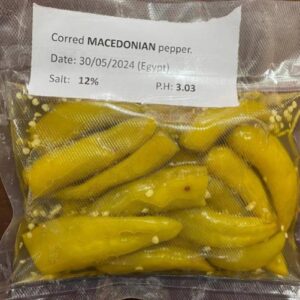 Corred MACEDONIAN pepper.
Date: 30/05/2024 (Egypt)
Salt: 12% P.H: 3.03